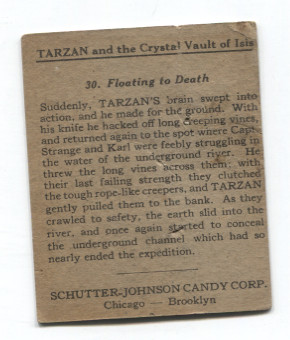 TARZAN and the Crystal Vault of Isis
30. Floating to Death
Suddenly, TARZAN'S brain swept into
action, and he made for the ground. With
his knife he hacked off long creeping vines,
and returned again to the spot where Capt.
Strange and Karl were feebly struggling in
the water of the underground river. He
threw the long vines across them; with
their last failing strength they clutched
the tough rope-like creepers, and TARZAN
gently pulled them to the bank. As they
crawled to safety, the earth slid into the
river, and once again started to conceal
the underground channel which had so
nearly ended the expedition.
SCHUTTER-JOHNSON CANDY CORP.
Chicago — Brooklyn